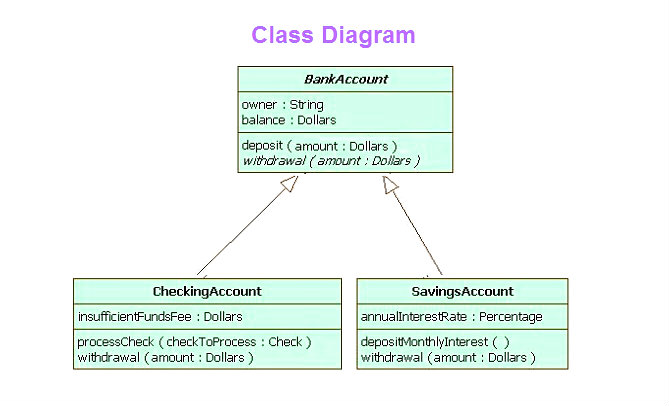 Class Diagram
BankAccount
owner : String
balance : Dollars
deposit ( amount : Dollars )
withdrawal ( amount : Dollars )
CheckingAccount
insufficientFundsFee : Dollars
processCheck ( checkToProcess : Check )
withdrawal ( amount : Dollars )
SavingsAccount
annualInterestRate : Percentage
depositMonthlyInterest ( )
withdrawal ( amount : Dollars )